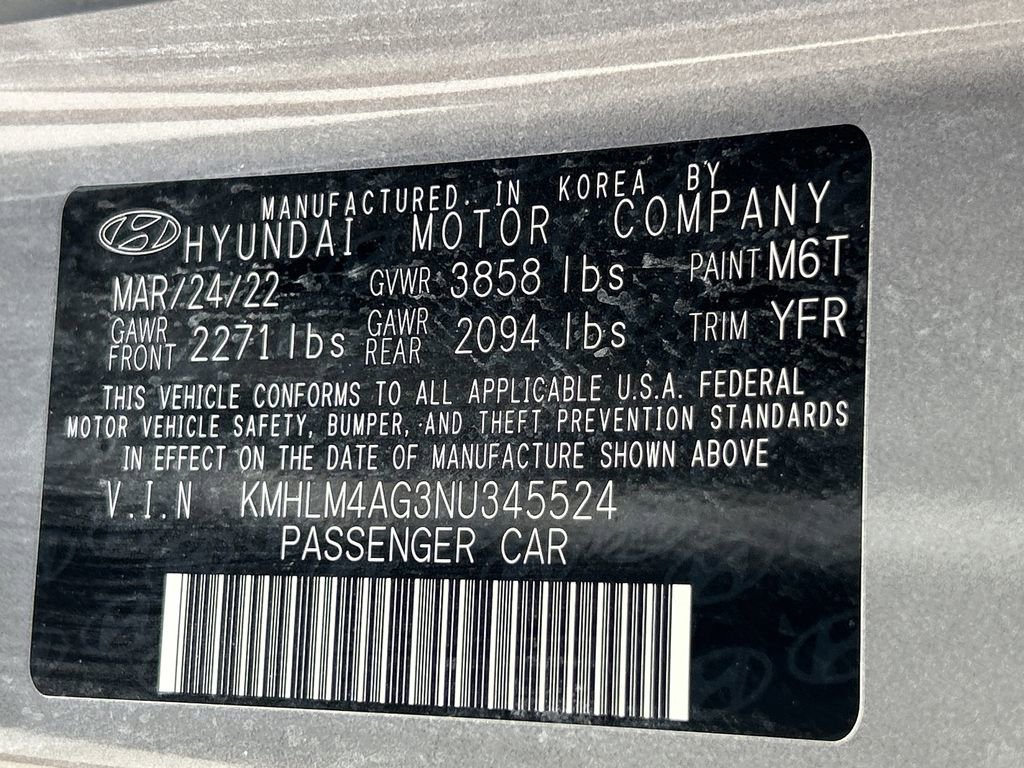 MANUFACTURED. IN KOREA BY
HYUNDAI MOTOR COMPANY
MAR/24/22 GVWR 3858 lbs PAINT M6T
GAWR FRONT 2271 lbs GAWR REAR 2094 lbs TRIM YFR
THIS VEHICLE CONFORMS TO ALL APPLICABLE U.S.A. FEDERAL
MOTOR VEHICLE SAFETY, BUMPER, AND THEFT PREVENTION STANDARDS
IN EFFECT ON THE DATE OF MANUFACTURE SHOWN ABOVE
V.I.N KMHLM4AG3NU345524
PASSENGER CAR